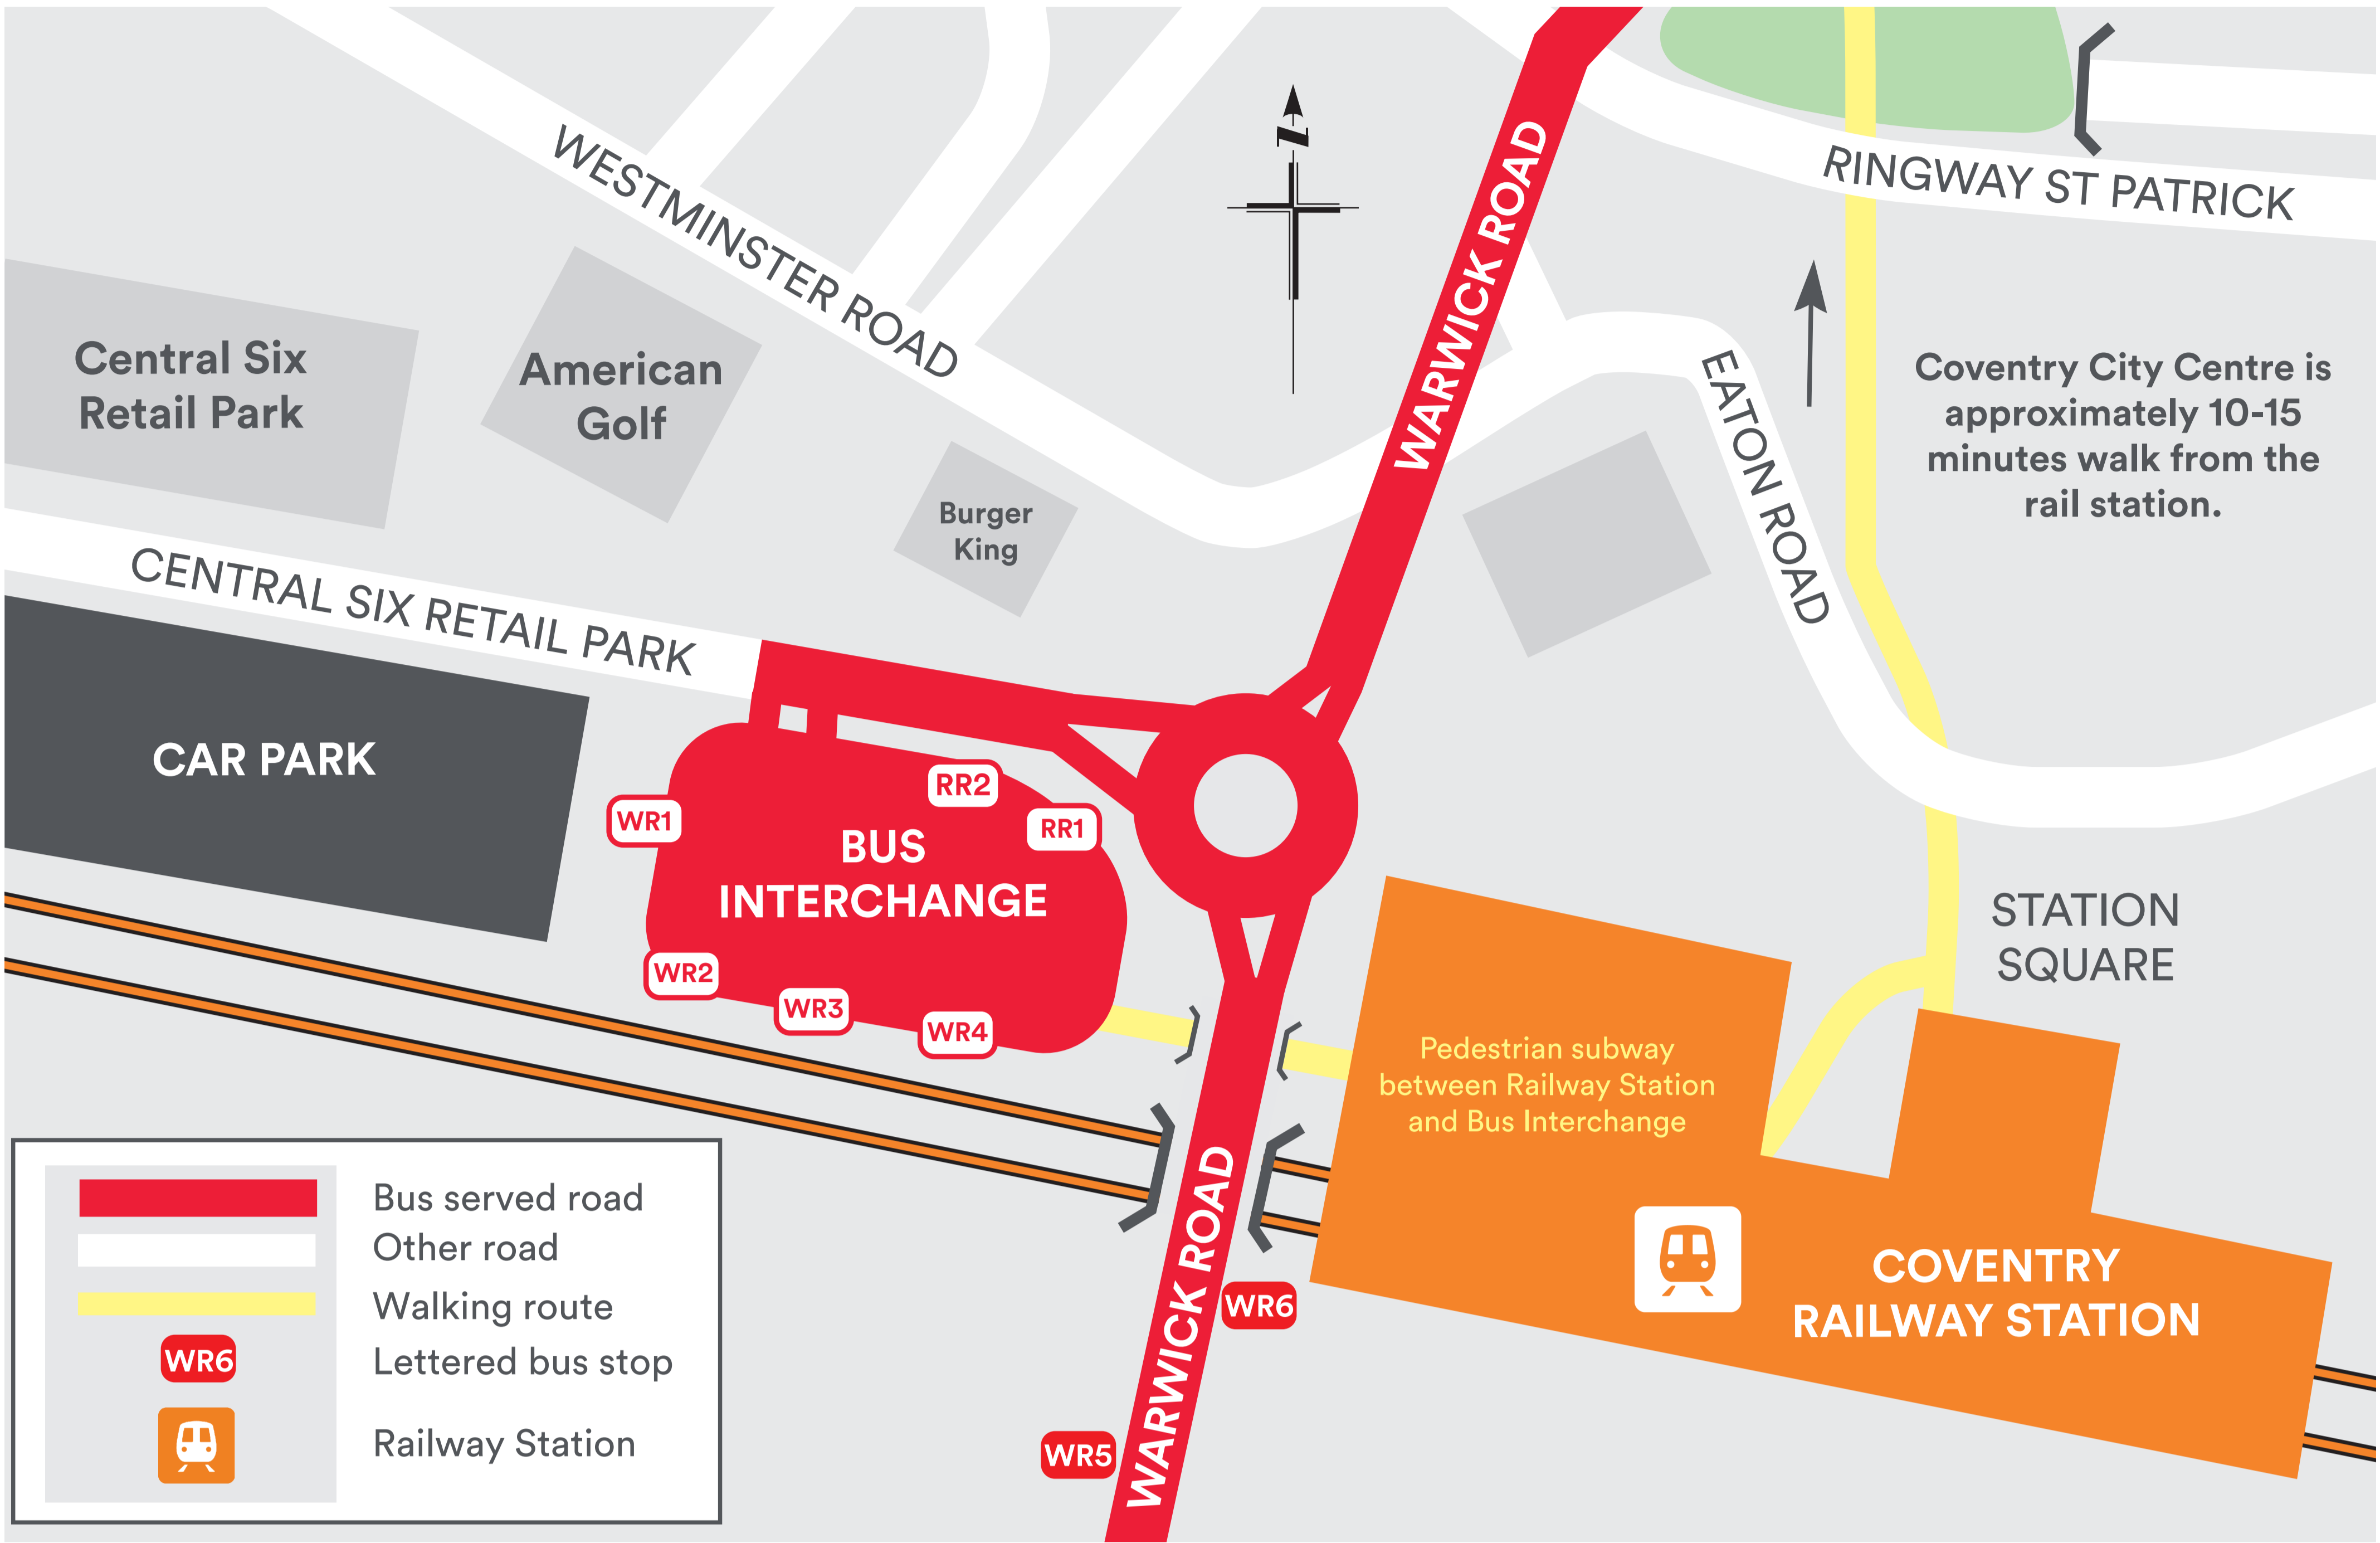 WESTMINSTER ROAD
N
WARWICK ROAD
RINGWAY ST PATRICK
Central Six
Retail Park
American
Golf
Burger
King
EATON ROAD
Coventry City Centre is
approximately 10-15
minutes walk from the
rail station.
CENTRAL SIX RETAIL PARK
CAR PARK
WR1
RR2
RR1
BUS
INTERCHANGE
WR2
WR3
WR4
STATION
SQUARE
Pedestrian subway
between Railway Station
and Bus Interchange
WARWICK ROAD
WR6
WR5
COVENTRY
RAILWAY STATION
Bus served road
Other road
Walking route
WR6
Lettered bus stop
Railway Station